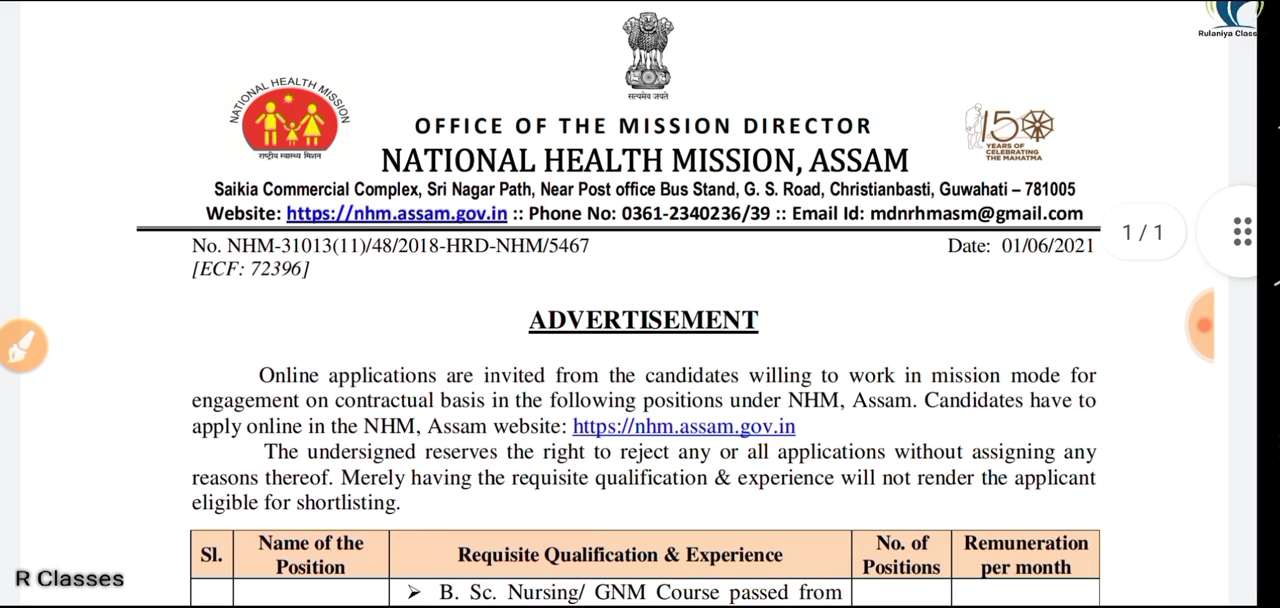 Rulaniya Class
सत्यमेव जयते
NATIONAL HEALTH MISSION
राष्ट्रीय स्वास्थ्य मिशन
150
YEARS OF
CELEBRATING
THE MAHATMA
OFFICE OF THE MISSION DIRECTOR
NATIONAL HEALTH MISSION, ASSAM
Saikia Commercial Complex, Sri Nagar Path, Near Post office Bus Stand, G. S. Road, Christianbasti, Guwahati – 781005
Website: https://nhm.assam.gov.in :: Phone No: 0361-2340236/39 :: Email Id: mdnrhmasm@gmail.com
No. NHM-31013(11)/48/2018-HRD-NHM/5467 Date: 01/06/2021
1 / 1
[ECF: 72396]
ADVERTISEMENT
Online applications are invited from the candidates willing to work in mission mode for
engagement on contractual basis in the following positions under NHM, Assam. Candidates have to
apply online in the NHM, Assam website: https://nhm.assam.gov.in
The undersigned reserves the right to reject any or all applications without assigning any
reasons thereof. Merely having the requisite qualification & experience will not render the applicant
eligible for shortlisting.
Sl. Name of the Position Requisite Qualification & Experience No. of Positions Remuneration per month
➢ B. Sc. Nursing/ GNM Course passed from
R Classes